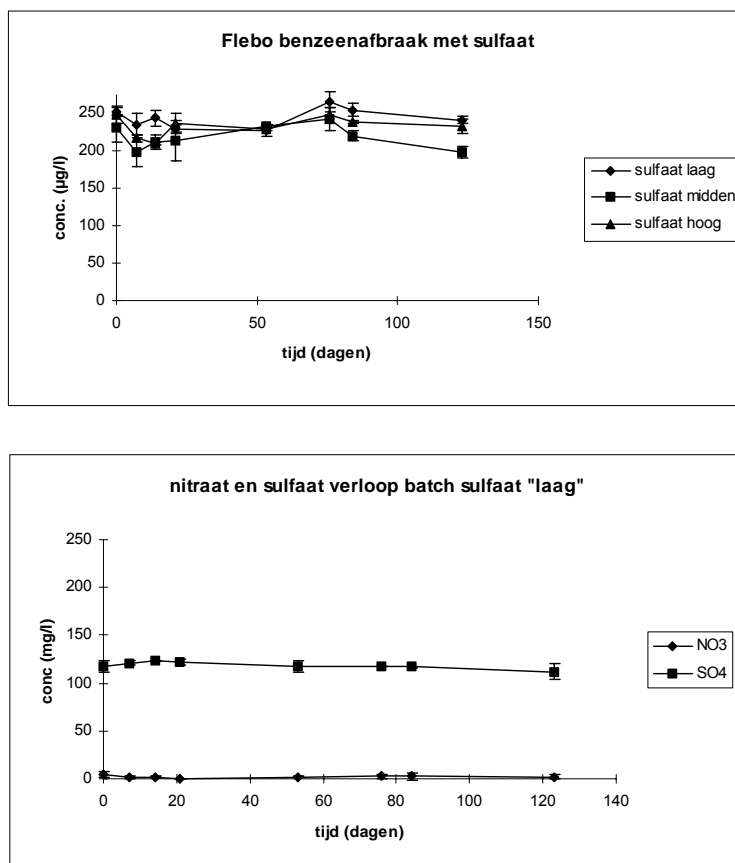 Flebo benzeenafbraak met sulfaat
250
200
150
100
50
0
conc. (µg/l)
0 50 100 150
tijd (dagen)
sulfaat laag
sulfaat midden
sulfaat hoog
nitraat en sulfaat verloop batch sulfaat "laag"
250
200
150
100
50
0
conc (mg/l)
0 20 40 60 80 100 120 140
tijd (dagen)
NO3
SO4